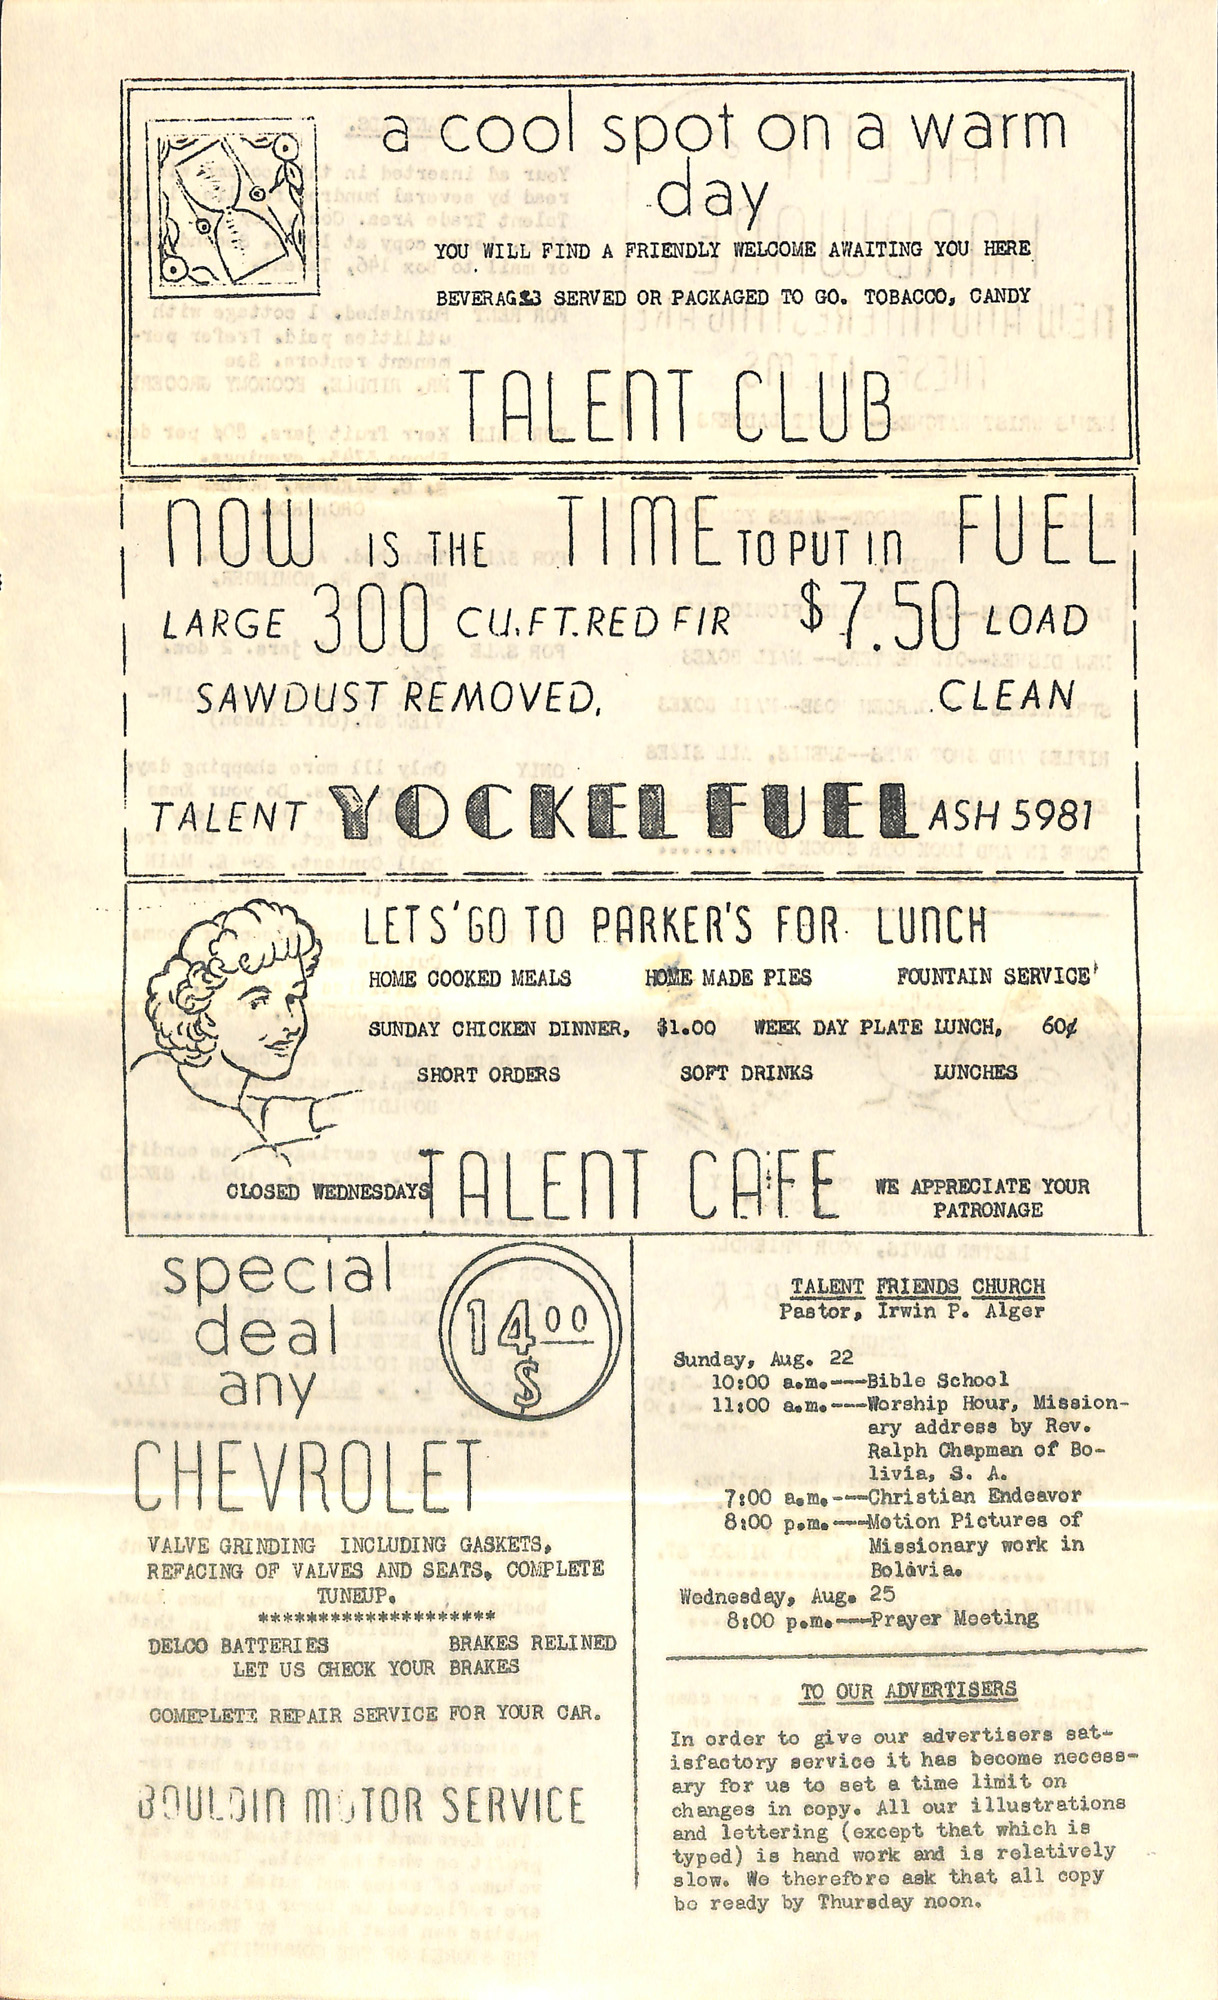 a cool spot on a warm
day
YOU WILL FIND A FRIENDLY WELCOME AWAITING YOU HERE
SERVED OR PACKAGED TO GO. TOBACCO, CANDY
TALENT CLUB
NOW IS THE TIME TO PUT IN FUEL
LARGE 300 CU.FT. RED FIR $7.50 LOAD
SAWDUST REMOVED, CLEAN
TALENT YOCKEL FUEL ASH 5981
LETS'GO TO PARKER'S FOR LUNCH
HOME COOKED MEALS HOME MADE PIES FOUNTAIN SERVICE'
SUNDAY CHICKEN DINNER, $1.00 WEEK DAY PLATE LUNCH, 60¢
SHORT ORDERS SOFT DRINKS LUNCHES
CLOSED WEDNESDAYS TALENT CAFE WE APPRECIATE YOUR
PATRONAGE
special
deal
any
14 00
$
CHEVROLET
VALVE GRINDING INCLUDING GASKETS,
REFACING OF VALVES AND SEATS, COMPLETE
TUNEUP.
********************
DELCO BATTERIES BRAKES RELINED
LET US CHECK YOUR BRAKES
COMEPLETE REPAIR SERVICE FOR YOUR CAR.
BOULDIN MOTOR SERVICE
TALENT FRIENDS CHURCH
Pastor, Irwin P. Alger
Sunday, Aug. 22
10:00 a.m.---Bible School
11:00 a.m.---Worship Hour, Mission-
ary address by Rev.
Ralph Chapman of Bo-
livia, S. A.
7:00 a.m.---Christian Endeavor
8:00 p.m.---Motion Pictures of
Missionary work in
Bolivia.
Wednesday, Aug. 25
8:00 p.m.---Prayer Meeting
TO OUR ADVERTISERS
In order to give our advertisers sat-
isfactory service it has become necess-
ary for us to set a time limit on
changes in copy. All our illustrations
and lettering (except that which is
typed) is hand work and is relatively
slow. We therefore ask that all copy
be ready by Thursday noon.